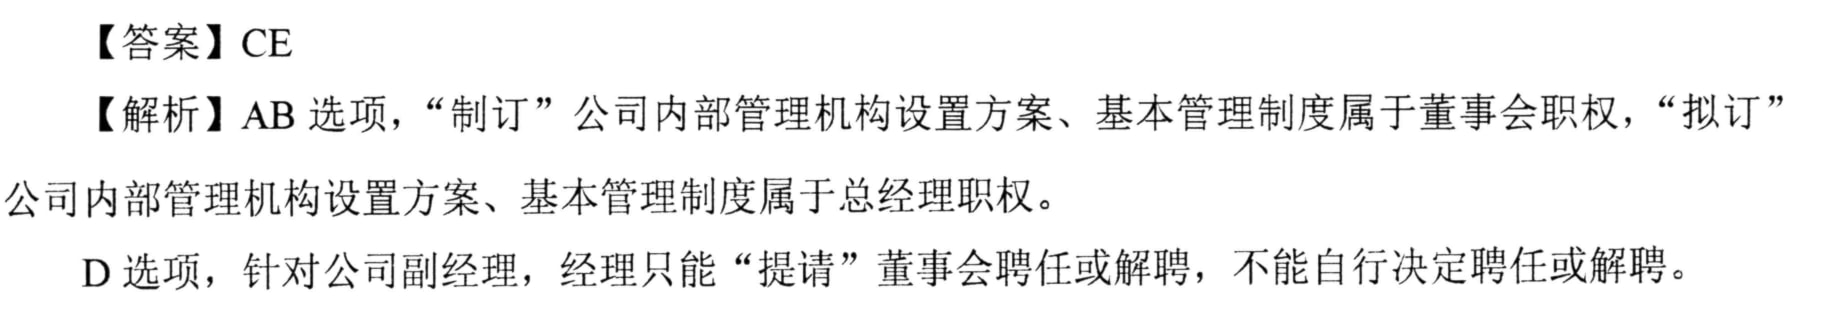 【答案】CE
【解析】AB 选项，“制订”公司内部管理机构设置方案、基本管理制度属于董事会职权，“拟订”
公司内部管理机构设置方案、基本管理制度属于总经理职权。
D 选项，针对公司副经理，经理只能“提请”董事会聘任或解聘，不能自行决定聘任或解聘。